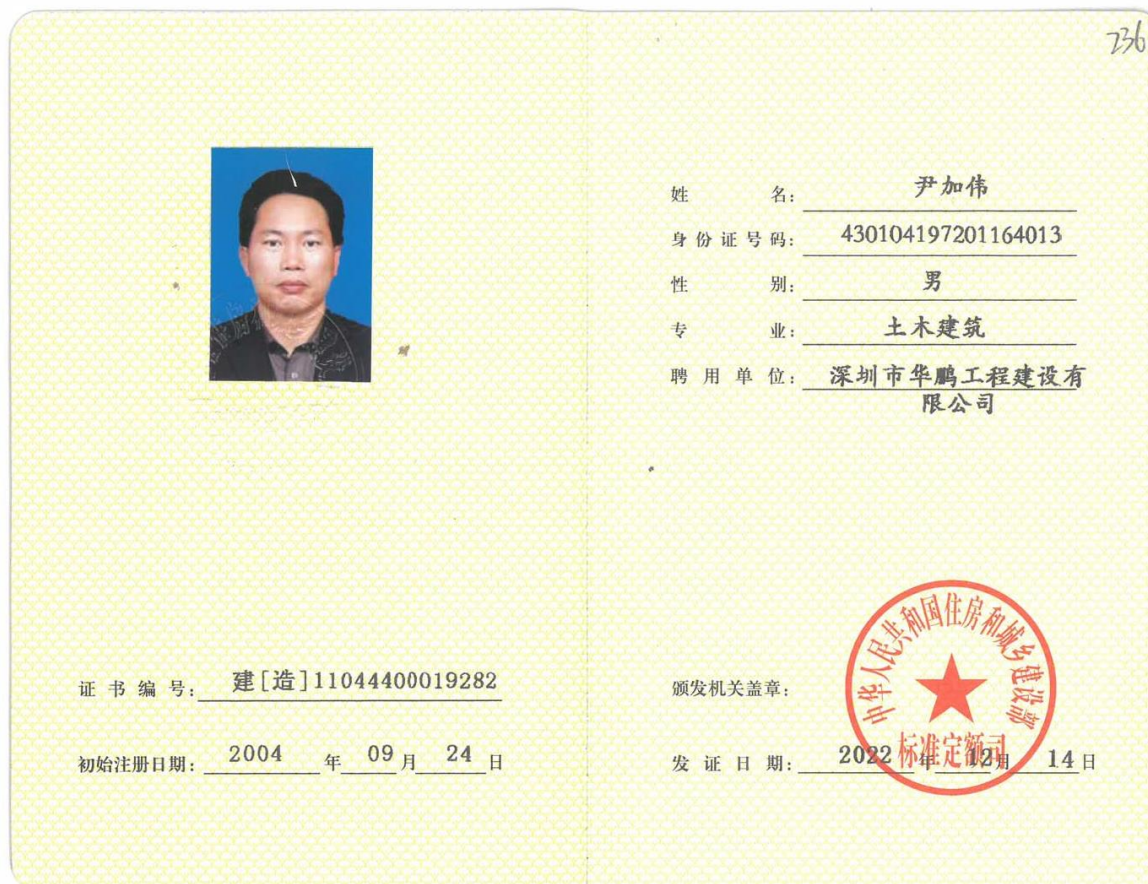 236
姓名: 尹加伟
身份证号码: 430104197201164013
性别: 男
专业: 土木建筑
聘用单位: 深圳市华鹏工程建设有
限公司
证书编号: 建[造]11044400019282
初始注册日期: 2004 年 09 月 24 日
颁发机关盖章:
中华人民共和国住房和城乡建设部
标准定额司
发证日期: 2022 年 12 月 14 日